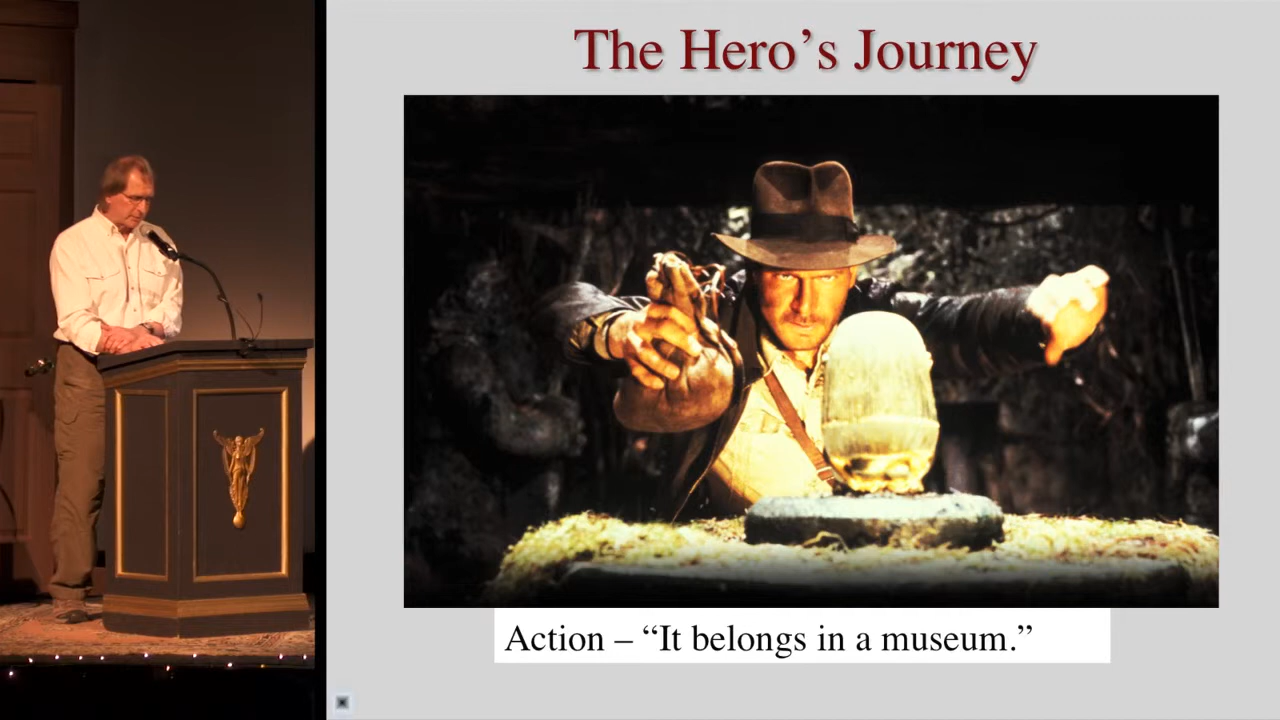 The Hero’s Journey
Action – “It belongs in a museum.”